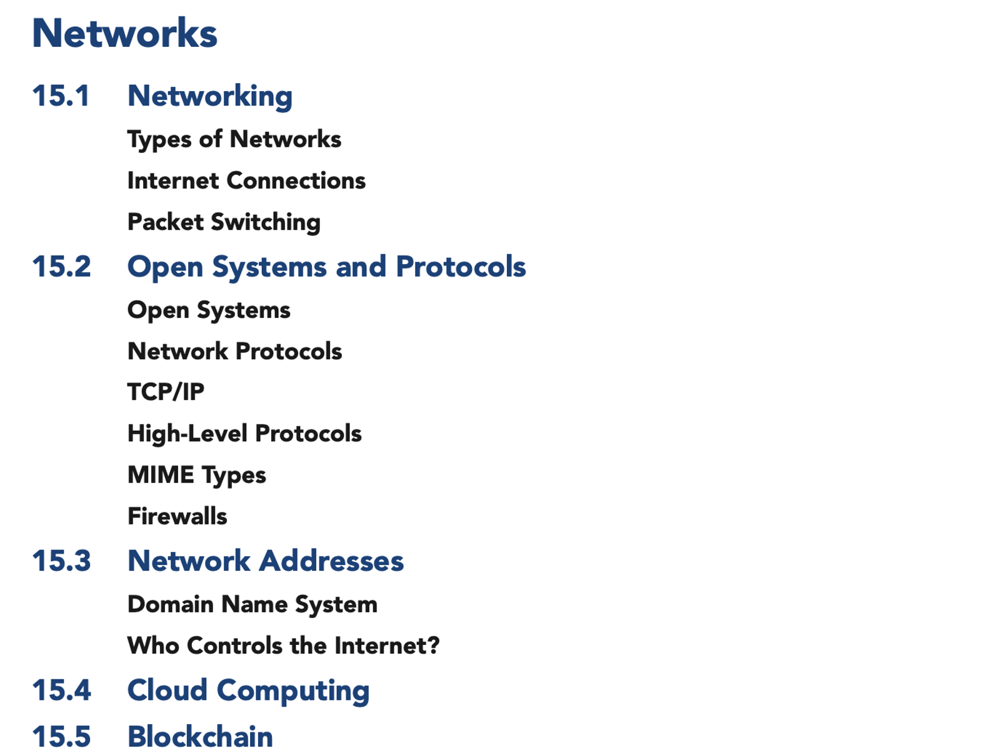 Networks
15.1 Networking
Types of Networks
Internet Connections
Packet Switching
15.2 Open Systems and Protocols
Open Systems
Network Protocols
TCP/IP
High-Level Protocols
MIME Types
Firewalls
15.3 Network Addresses
Domain Name System
Who Controls the Internet?
15.4 Cloud Computing
15.5 Blockchain